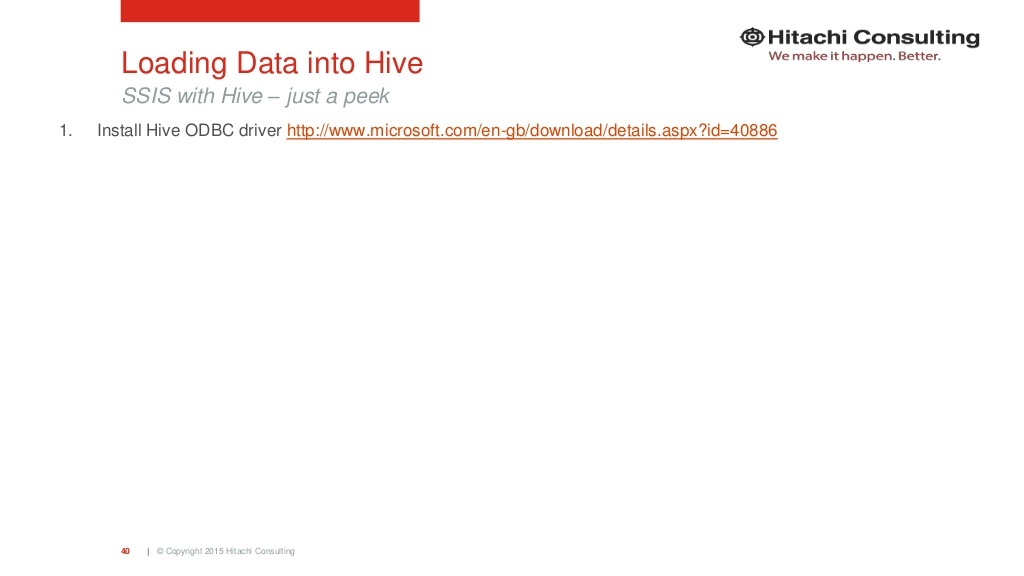 Hitachi Consulting
We make it happen. Better.
Loading Data into Hive
SSIS with Hive – just a peek
1. Install Hive ODBC driver http://www.microsoft.com/en-gb/download/details.aspx?id=40886
40 | © Copyright 2015 Hitachi Consulting